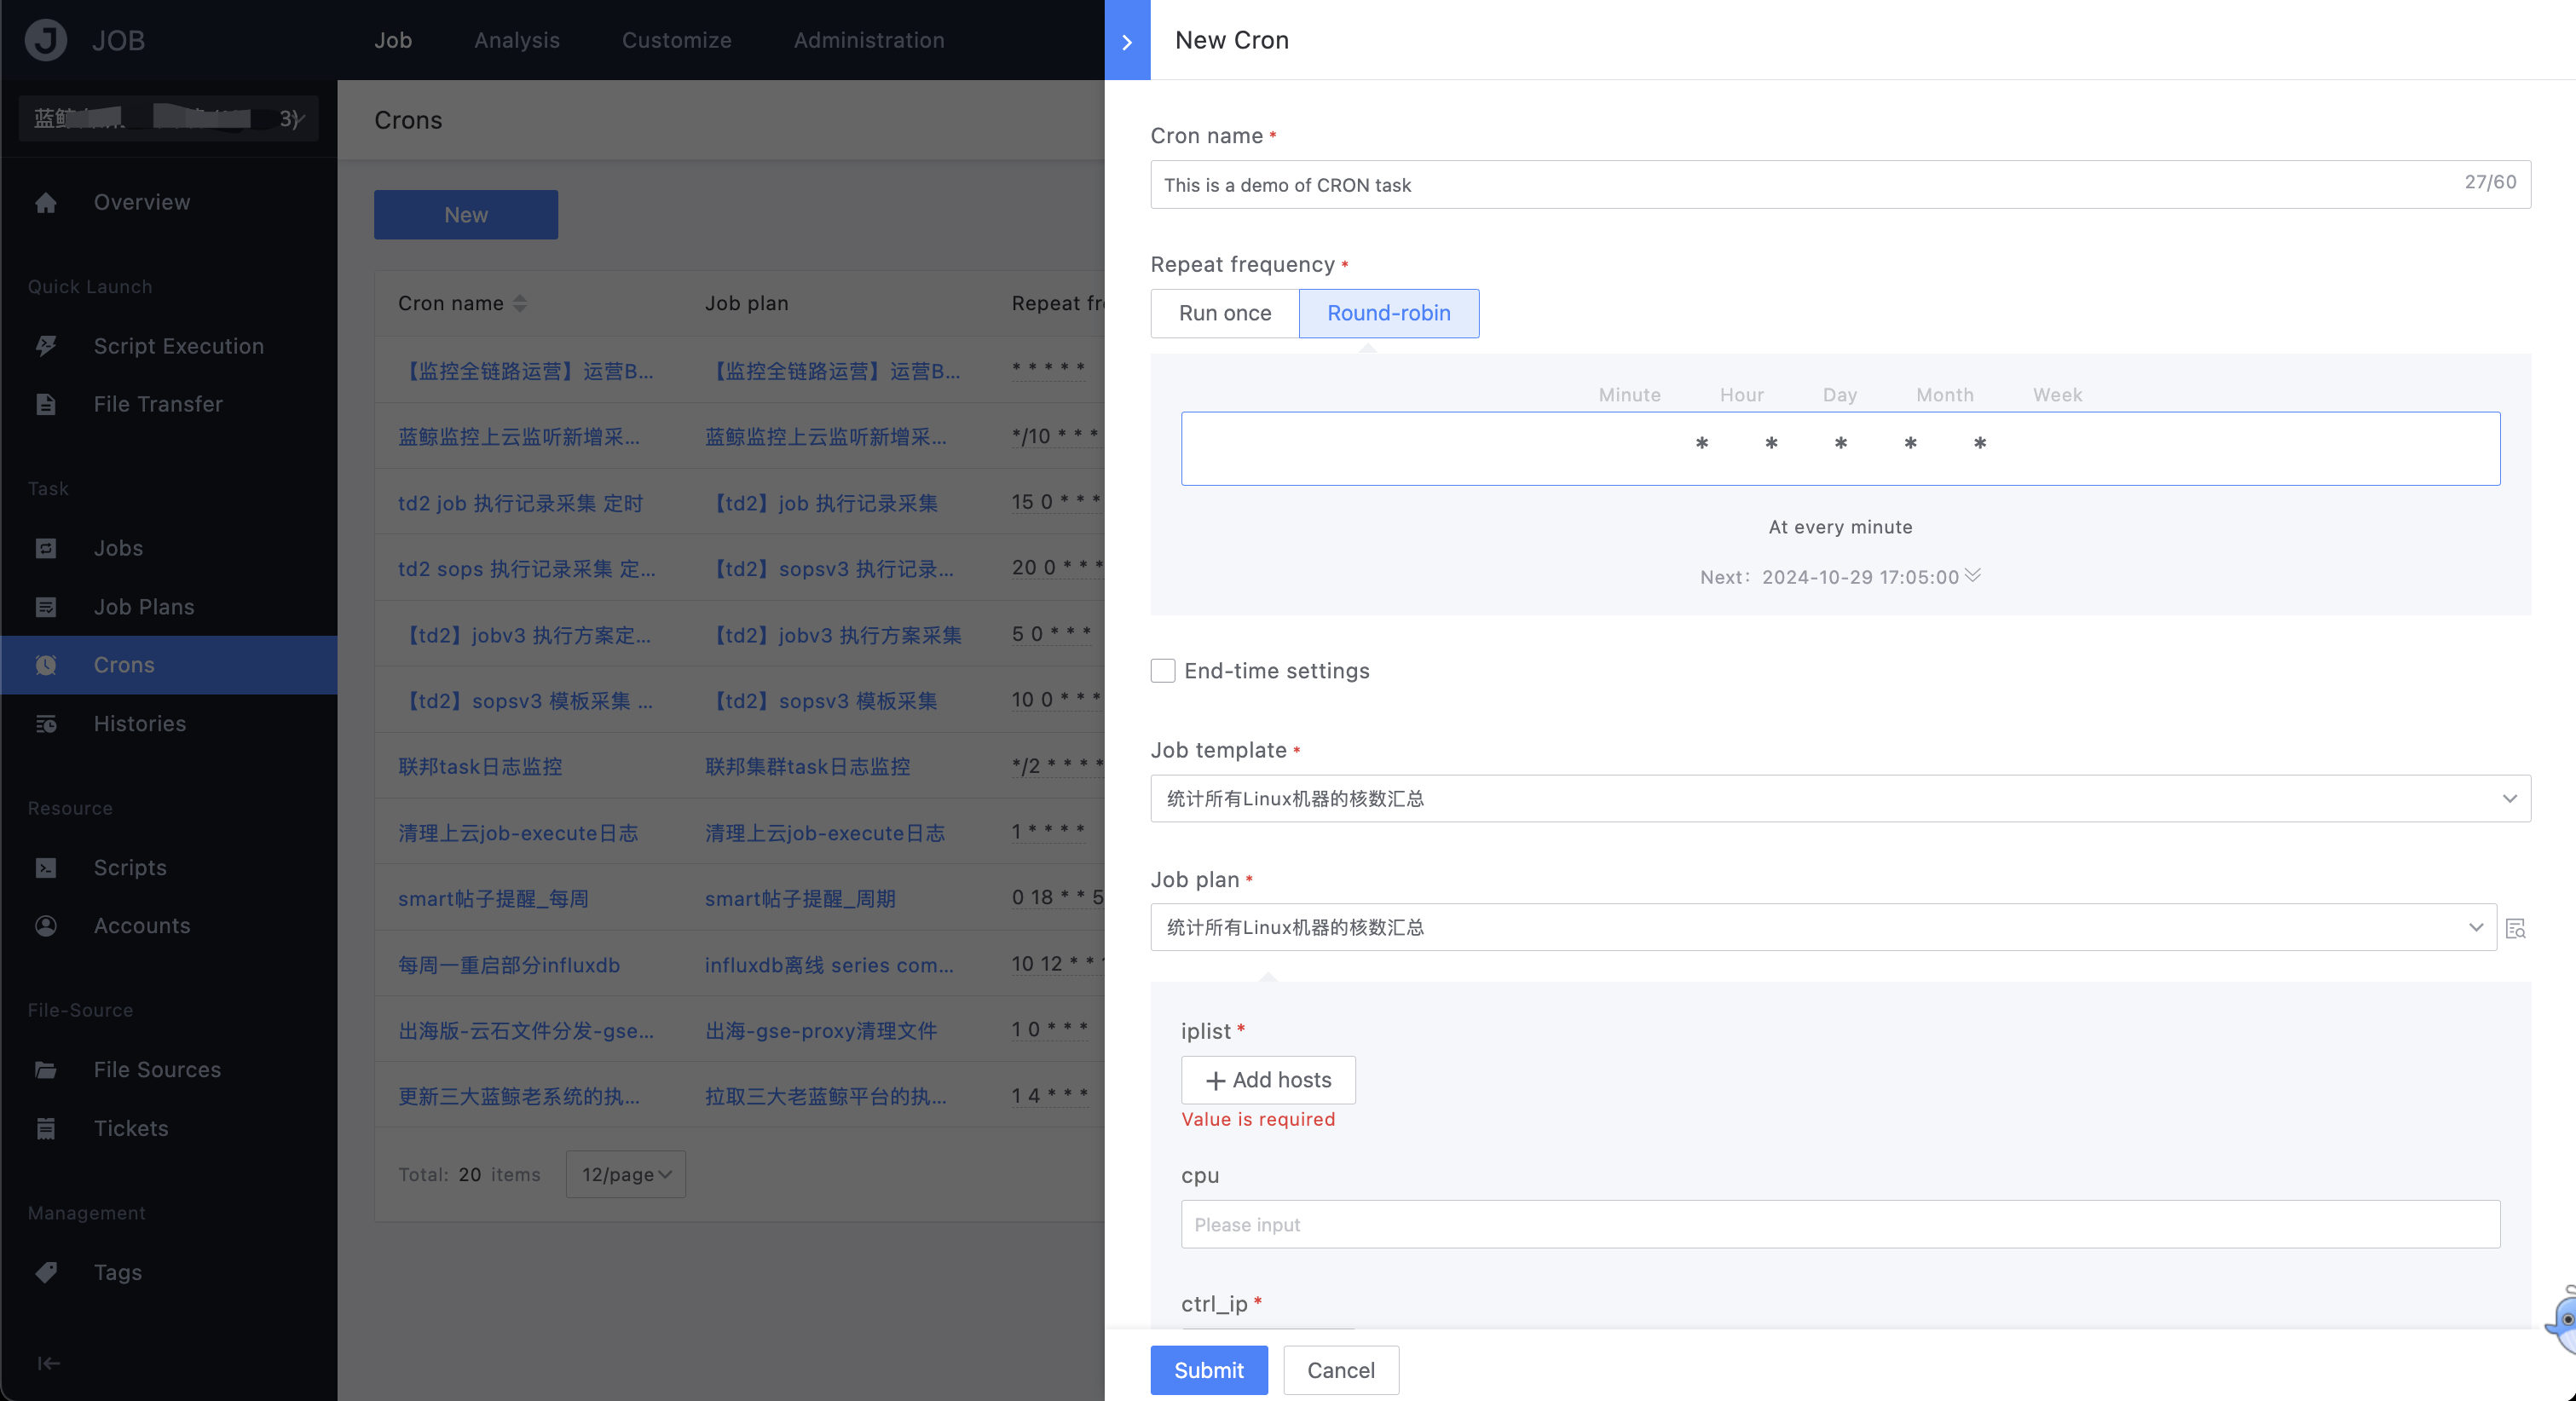 JOB
Job Analysis Customize Administration
蓝鲸 3)
Overview
Quick Launch
Script Execution
File Transfer
Task
Jobs
Job Plans
Crons
Histories
Resource
Scripts
Accounts
File-Source
File Sources
Tickets
Management
Tags
Crons
New
Cron name Job plan Repeat fr
【监控全链路运营】运营B... 【监控全链路运营】运营B... * * * * *
蓝鲸监控上云监听新增采... 蓝鲸监控上云监听新增采... */10 * * *
td2 job 执行记录采集 定时 【td2】job 执行记录采集 15 0 * * *
td2 sops 执行记录采集 定... 【td2】sopsv3 执行记录... 20 0 * * *
【td2】jobv3 执行方案定... 【td2】jobv3 执行方案采集 5 0 * * *
【td2】sopsv3 模板采集 ... 【td2】sopsv3 模板采集 10 0 * * *
联邦task日志监控 联邦集群task日志监控 */2 * * * *
清理上云job-execute日志 清理上云job-execute日志 1 * * * *
smart帖子提醒_每周 smart帖子提醒_周期 0 18 * * 5
每周一重启部分influxdb influxdb离线 series com... 10 12 * *
出海版-云石文件分发-gse... 出海-gse-proxy清理文件 1 0 * * *
更新三大蓝鲸老系统的执... 拉取三大老蓝鲸平台的执... 1 4 * * *
Total: 20 items 12/page
New Cron
Cron name *
This is a demo of CRON task 27/60
Repeat frequency *
Run once Round-robin
Minute Hour Day Month Week
* * * * *
At every minute
Next: 2024-10-29 17:05:00
End-time settings
Job template *
统计所有Linux机器的核数汇总
Job plan *
统计所有Linux机器的核数汇总
iplist *
+ Add hosts
Value is required
cpu
Please input
ctrl_ip *
Submit Cancel